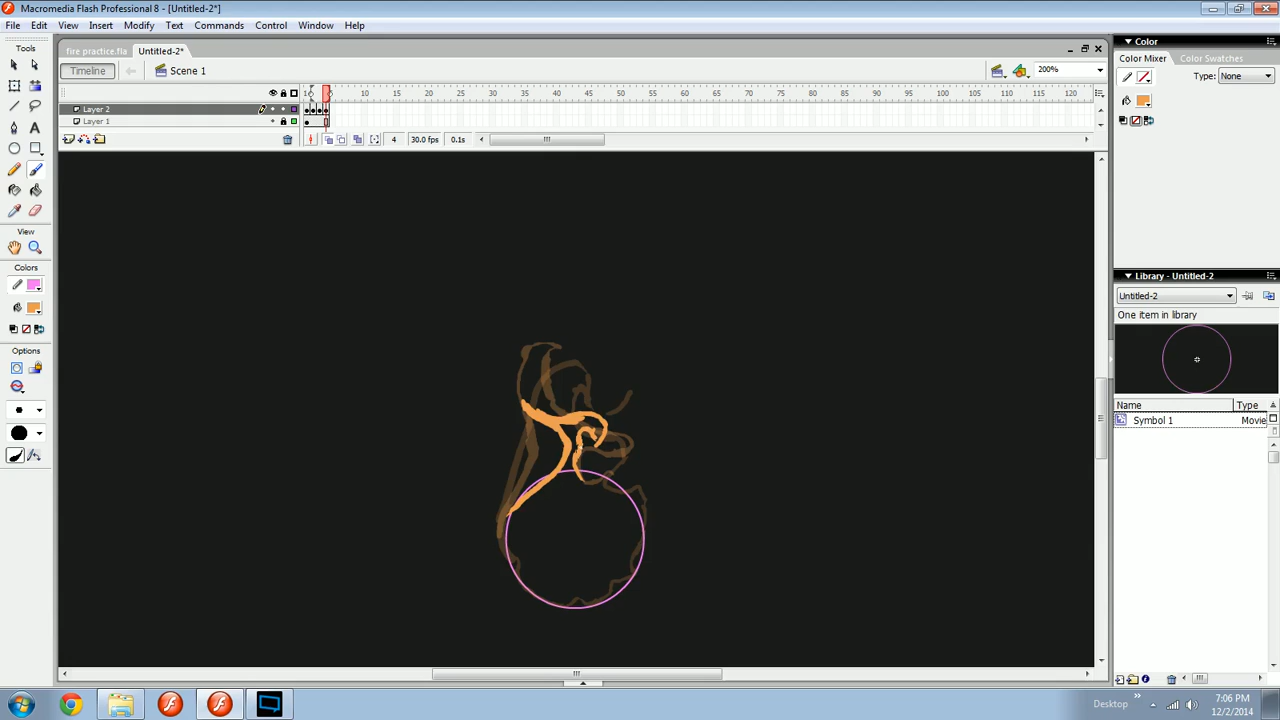 Macromedia Flash Professional 8 - [Untitled-2*]
File Edit View Insert Modify Text Commands Control Window Help
Tools
fire practice.fla Untitled-2*
Timeline Scene 1 200%
5 10 15 20 25 30 35 40 45 50 55 60 65 70 75 80 85 90 95 100 105 110 115 120
Layer 2
Layer 1
4 30.0 fps 0.1s
View
Colors
Options
Color
Color Mixer Color Swatches
Type: None
Library - Untitled-2
Untitled-2
One item in library
Name Type
Symbol 1 Movie
Desktop
7:06 PM
12/2/2014